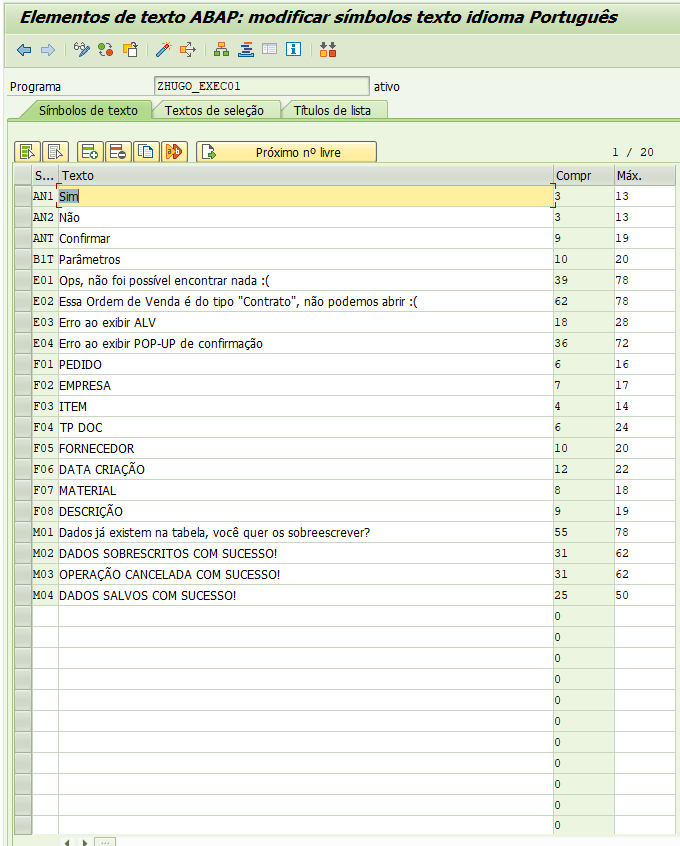 Elementos de texto ABAP: modificar símbolos texto idioma Português
Programa ZHUGO_EXEC01 ativo
Símbolos de texto Textos de seleção Títulos de lista
Próximo nº livre 1 / 20
S... Texto Compr Máx.
AN1 Sim 3 13
AN2 Não 3 13
ANT Confirmar 9 19
B1T Parâmetros 10 20
E01 Ops, não foi possível encontrar nada :( 39 78
E02 Essa Ordem de Venda é do tipo "Contrato", não podemos abrir :( 62 78
E03 Erro ao exibir ALV 18 28
E04 Erro ao exibir POP-UP de confirmação 36 72
F01 PEDIDO 6 16
F02 EMPRESA 7 17
F03 ITEM 4 14
F04 TP DOC 6 24
F05 FORNECEDOR 10 20
F06 DATA CRIAÇÃO 12 22
F07 MATERIAL 8 18
F08 DESCRIÇÃO 9 19
M01 Dados já existem na tabela, você quer os sobreescrever? 55 78
M02 DADOS SOBRESCRITOS COM SUCESSO! 31 62
M03 OPERAÇÃO CANCELADA COM SUCESSO! 31 62
M04 DADOS SALVOS COM SUCESSO! 25 50
0
0
0
0
0
0
0
0
0
0
0